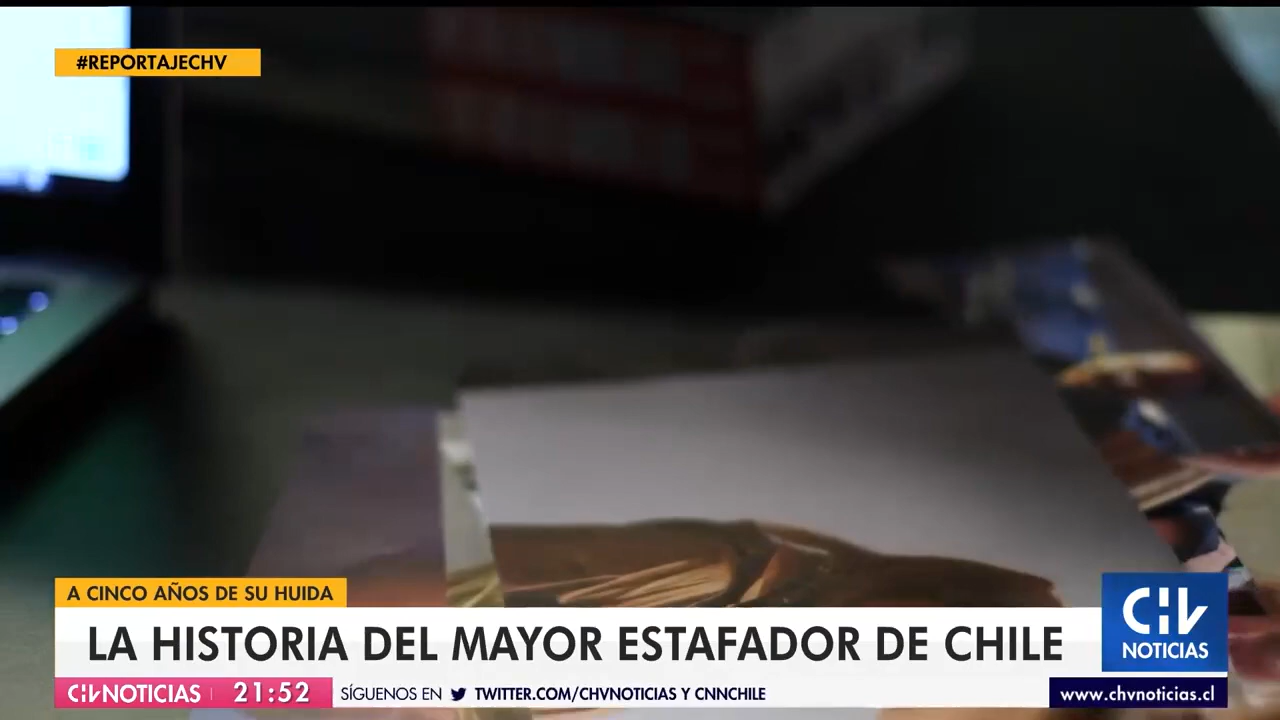 #REPORTAJECHV
A CINCO AÑOS DE SU HUIDA
LA HISTORIA DEL MAYOR ESTAFADOR DE CHILE
CHV
NOTICIAS
CHVNOTICIAS 21:52 SÍGUENOS EN TWITTER.COM/CHVNOTICIAS Y CNNCHILE
www.chvnoticias.cl